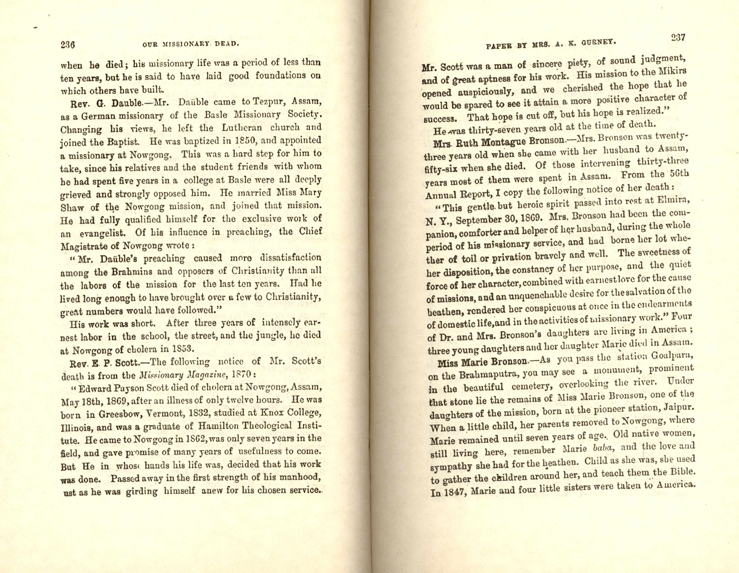 236 OUR MISSIONARY DEAD.
when he died; his missionary life was a period of less than
ten years, but he is said to have laid good foundations on
which others have built.
Rev. G. Dauble.—Mr. Daüble came to Tezpur, Assam,
as a German missionary of the Basle Missionary Society.
Changing his views, he left the Lutheran church and
joined the Baptist. He was baptized in 1850, and appointed
a missionary at Nowgong. This was a hard step for him to
take, since his relatives and the student friends with whom
he had spent five years in a college at Basle were all deeply
grieved and strongly opposed him. He married Miss Mary
Shaw of the Nowgong mission, and joined that mission.
He had fully qualified himself for the exclusive work of
an evangelist. Of his influence in preaching, the Chief
Magistrate of Nowgong wrote:
"Mr. Daüble's preaching caused more dissatisfaction
among the Brahmins and opposers of Christianity than all
the labors of the mission for the last ten years. Had he
lived long enough to have brought over a few to Christianity,
great numbers would have followed."
His work was short. After three years of intensely ear-
nest labor in the school, the street, and the jungle, he died
at Nowgong of cholera in 1853.
Rev. E P. Scott.—The following notice of Mr. Scott's
death is from the Missionary Magazine, 1870:
"Edward Payson Scott died of cholera at Nowgong, Assam,
May 18th, 1869, after an illness of only twelve hours. He was
born in Greesbow, Vermont, 1832, studied at Knox College,
Illinois, and was a graduate of Hamilton Theological Insti-
tute. He came to Nowgong in 1862, was only seven years in the
field, and gave promise of many years of usefulness to come.
But He in whose hands his life was, decided that his work
was done. Passed away in the first strength of his manhood,
ust as he was girding himself anew for his chosen service.
PAPER BY MRS. A. K. GURNEY. 237
Mr. Scott was a man of sincere piety, of sound judgment,
and of great aptness for his work. His mission to the Mikirs
opened auspiciously, and we cherished the hope that he
would be spared to see it attain a more positive character of
success. That hope is cut off, but his hope is realized."
He was thirty-seven years old at the time of death.
Mrs. Ruth Montague Bronson.—Mrs. Bronson was twenty-
three years old when she came with her husband to Assam,
fifty-six when she died. Of those intervening thirty-three
years most of them were spent in Assam. From the 56th
Annual Report, I copy the following notice of her death:
"This gentle but heroic spirit passed into rest at Elmira,
N. Y., September 30, 1869. Mrs. Bronson had been the com-
panion, comforter and helper of her husband, during the whole
period of his missionary service, and had borne her lot whe-
ther of toil or privation bravely and well. The sweetness of
her disposition, the constancy of her purpose, and the quiet
force of her character, combined with earnest love for the cause
of missions, and an unquenchable desire for the salvation of the
heathen, rendered her conspicuous at once in the endearments
of domestic life, and in the activities of missionary work." Four
of Dr. and Mrs. Bronson's daughters are living in America;
three young daughters and her daughter Marie died in Assam.
Miss Marie Bronson.—As you pass the station Goalpara,
on the Brahmaputra, you may see a monument, prominent
in the beautiful cemetery, overlooking the river. Under
that stone lie the remains of Miss Marie Bronson, one of the
daughters of the mission, born at the pioneer station, Jaipur.
When a little child, her parents removed to Nowgong, where
Marie remained until seven years of age. Old native women,
still living here, remember Marie baba, and the love and
sympathy she had for the heathen. Child as she was, she used
to gather the children around her, and teach them the Bible.
In 1847, Marie and four little sisters were taken to America.